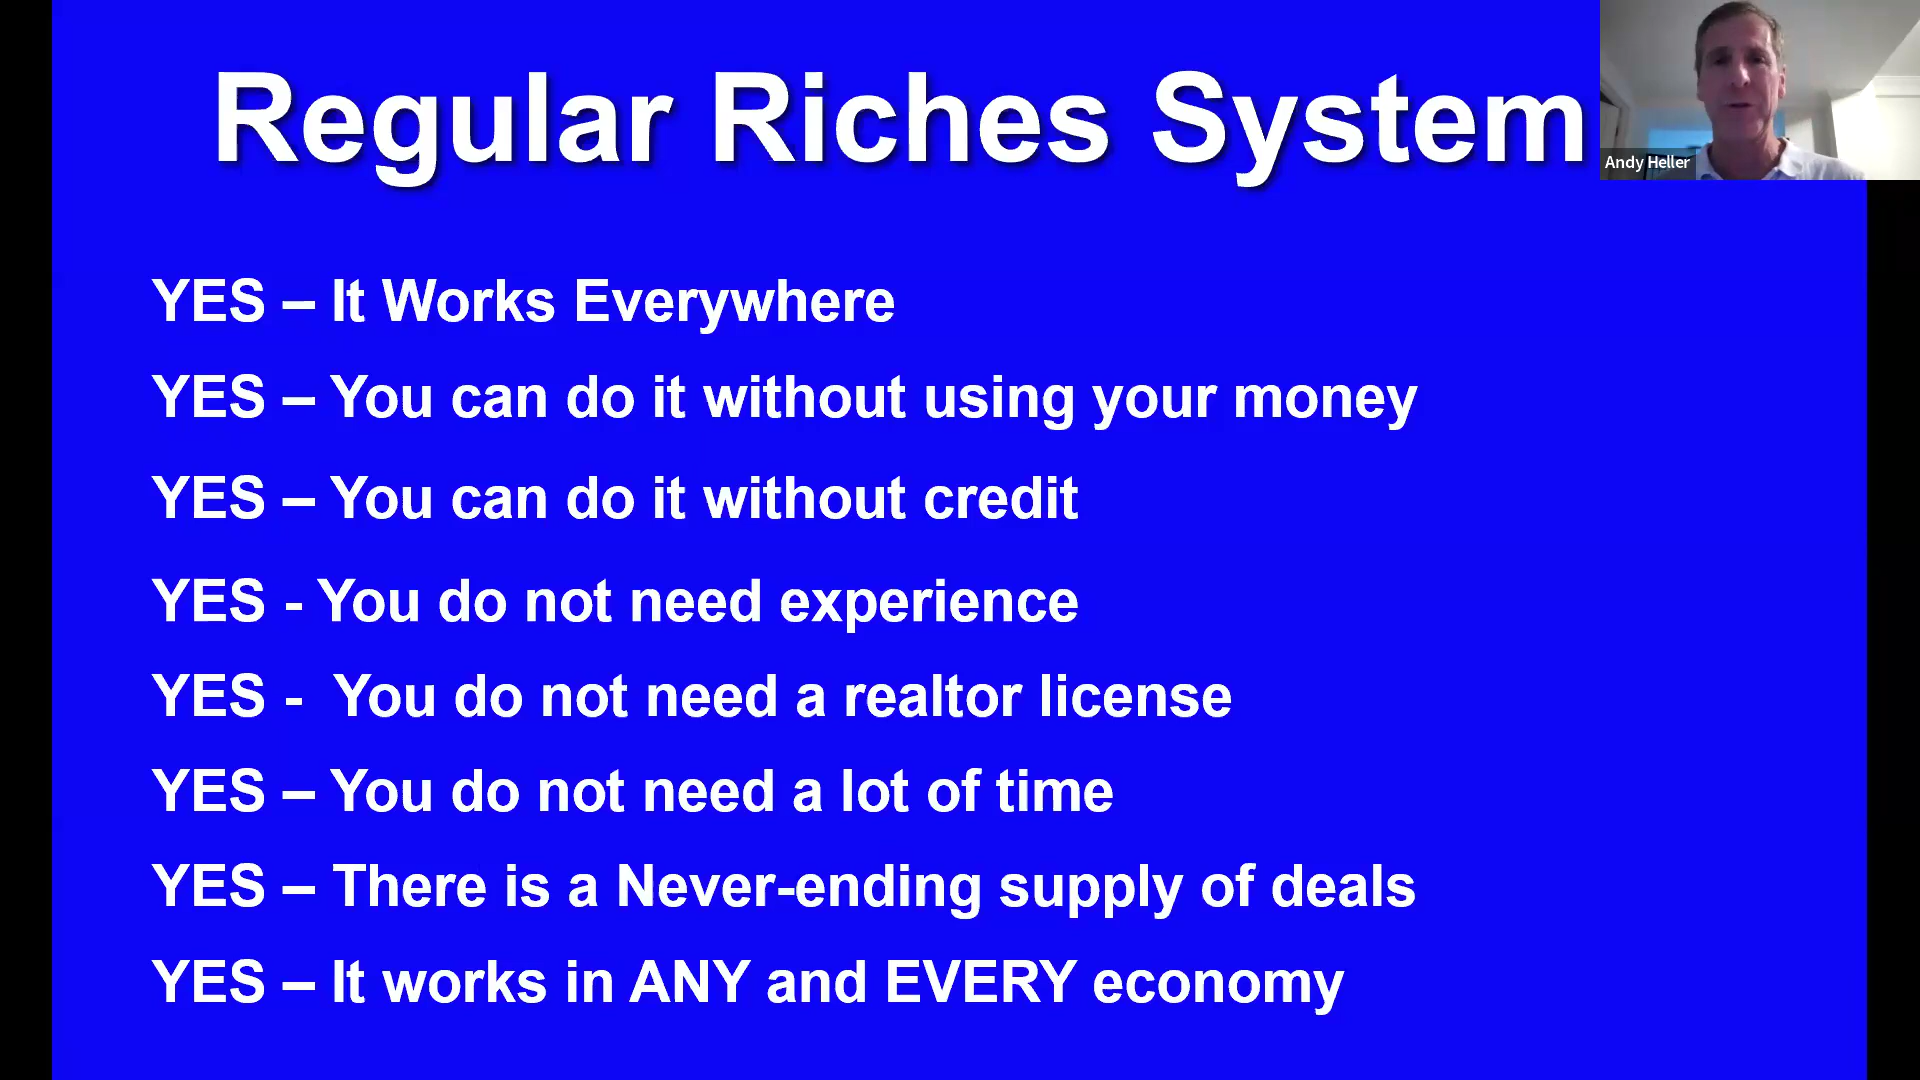 Regular Riches System
Andy Heller
YES – It Works Everywhere
YES – You can do it without using your money
YES – You can do it without credit
YES - You do not need experience
YES -  You do not need a realtor license
YES – You do not need a lot of time
YES – There is a Never-ending supply of deals
YES – It works in ANY and EVERY economy